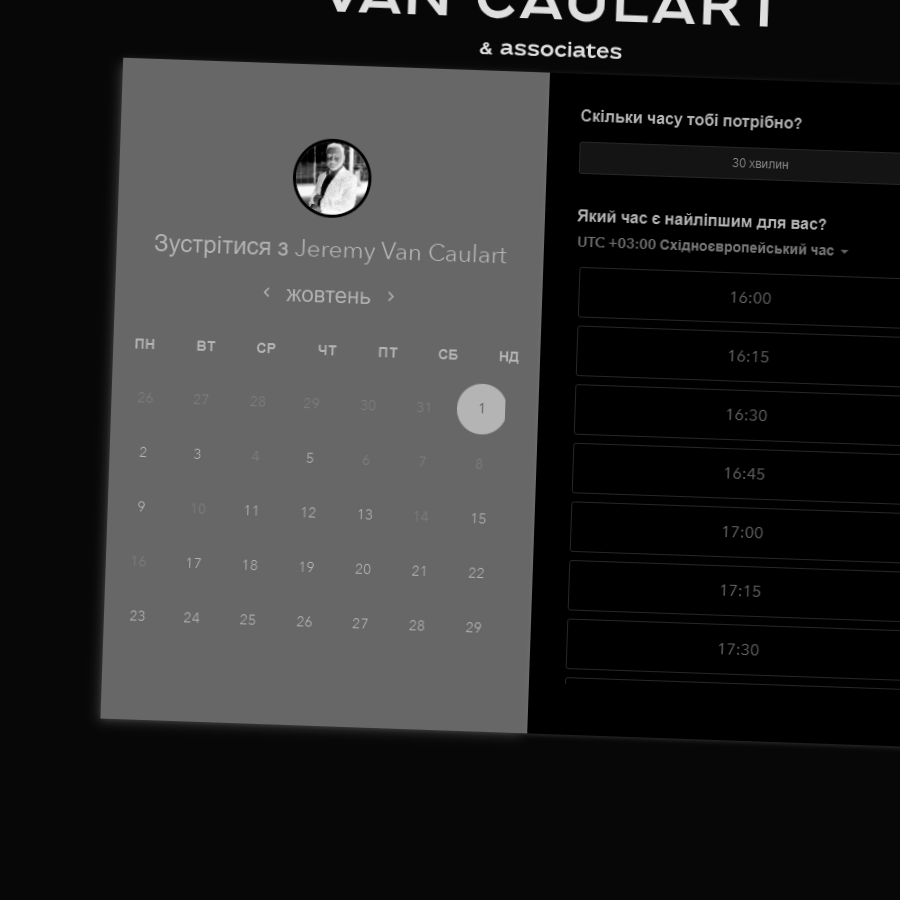 VAN CAULART
& associates
Зустрітися з Jeremy Van Caulart
жовтень
ПН ВТ СР ЧТ ПТ СБ НД
26 27 28 29 30 31 1
2 3 4 5 6 7 8
9 10 11 12 13 14 15
16 17 18 19 20 21 22
23 24 25 26 27 28 29
Скільки часу тобі потрібно?
30 хвилин
Який час є найліпшим для вас?
UTC +03:00 Східноєвропейський час
16:00
16:15
16:30
16:45
17:00
17:15
17:30